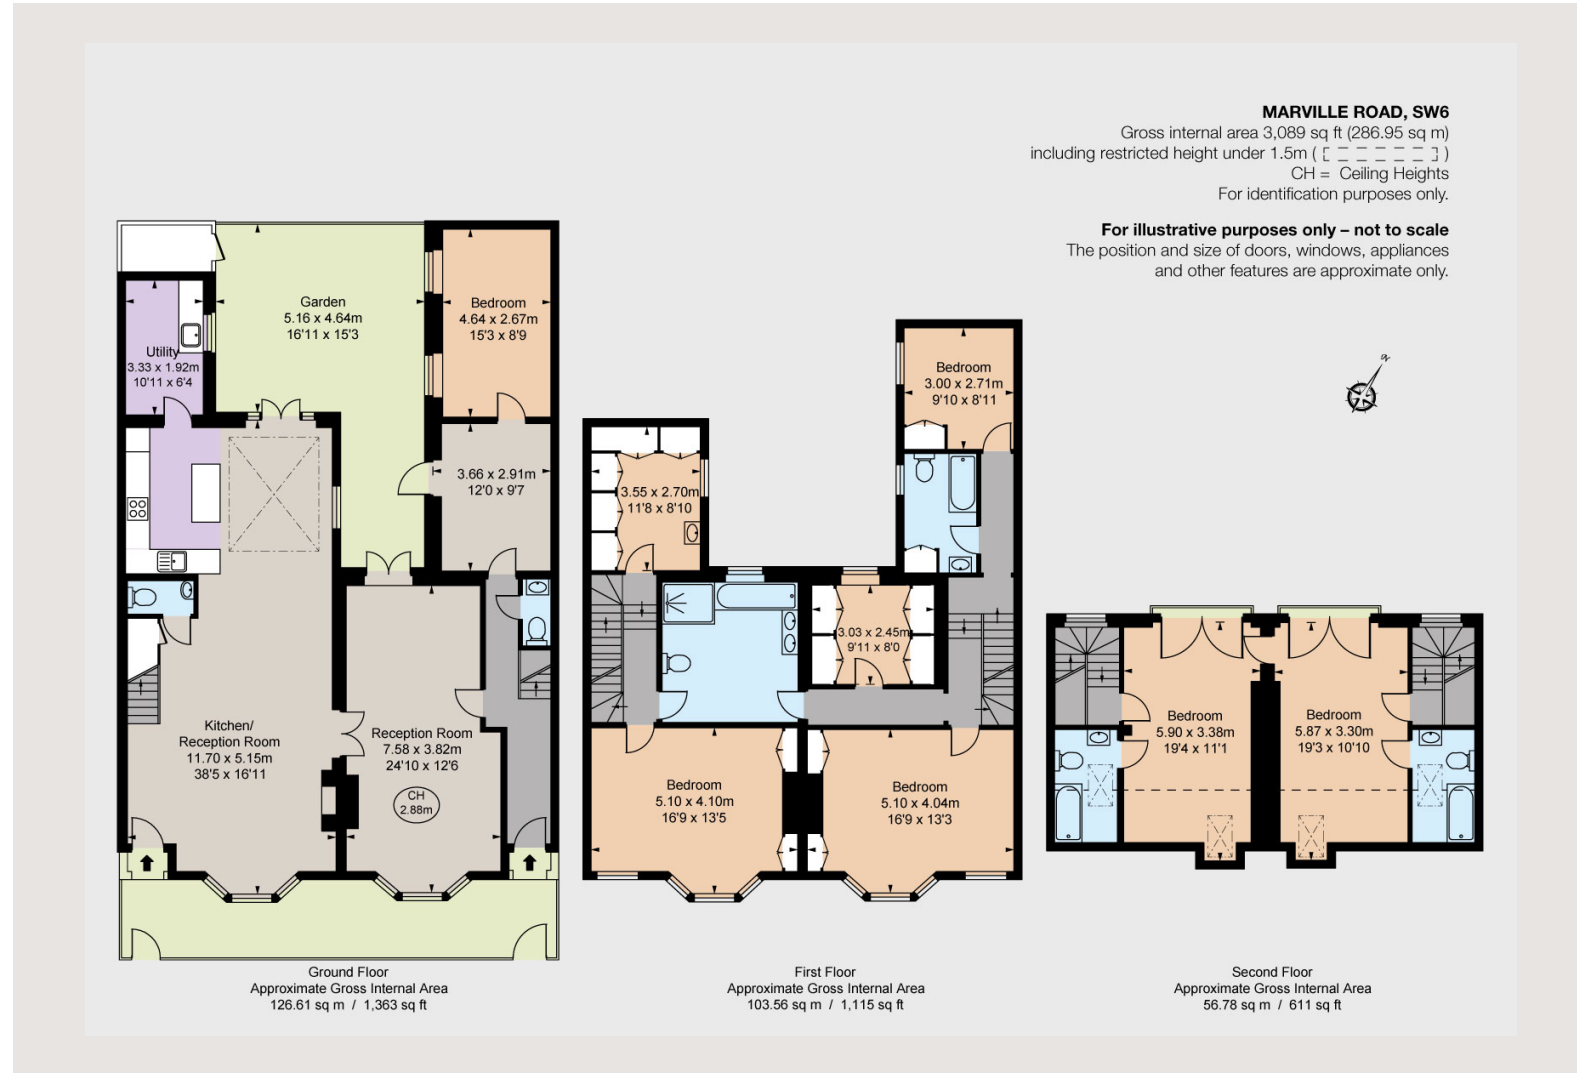 MARVILLE ROAD, SW6
Gross internal area 3,089 sq ft (286.95 sq m)
including restricted height under 1.5m ( )
CH = Ceiling Heights
For identification purposes only.
For illustrative purposes only – not to scale
The position and size of doors, windows, appliances
and other features are approximate only.
N
Garden
5.16 x 4.64m
16'11 x 15'3
Bedroom
4.64 x 2.67m
15'3 x 8'9
Utility
3.33 x 1.92m
10'11 x 6'4
3.66 x 2.91m
12'0 x 9'7
Kitchen/
Reception Room
11.70 x 5.15m
38'5 x 16'11
Reception Room
7.58 x 3.82m
24'10 x 12'6
CH
2.88m
Ground Floor
Approximate Gross Internal Area
126.61 sq m / 1,363 sq ft
Bedroom
3.00 x 2.71m
9'10 x 8'11
3.55 x 2.70m
11'8 x 8'10
3.03 x 2.45m
9'11 x 8'0
Bedroom
5.10 x 4.10m
16'9 x 13'5
Bedroom
5.10 x 4.04m
16'9 x 13'3
First Floor
Approximate Gross Internal Area
103.56 sq m / 1,115 sq ft
Bedroom
5.90 x 3.38m
19'4 x 11'1
Bedroom
5.87 x 3.30m
19'3 x 10'10
Second Floor
Approximate Gross Internal Area
56.78 sq m / 611 sq ft